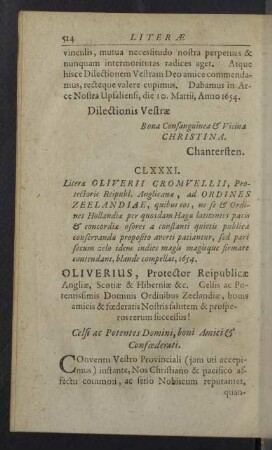 514 LITERÆ
vinculis, mutua necessitudo nostra perpetuas &
nunquam intermorituras radices aget. Atque
hisce Dilectionem Vestram Deo amice commenda-
mus, recteque valere cupimus. Dabamus in Ar-
ce Nostra Upsaliensi, die 10. Martii, Anno 1654.
Dilectionis Vestræ
Bona Consanguinea & Vicina
CHRISTINA.
Chantersten.
CLXXXI.
Literæ OLIVERII CROMVELLII, Pro-
tectoris Reipubl. Anglicanæ, ad ORDINES
ZEELANDIAE, quibus eos, ne se & Ordi-
nes Hollandiæ per quosdam Hagæ latitantes pacis
& concordiæ osores a constanti quietis publicæ
conservandæ proposito averti patiantur, sed pari
secum zelo idem indies magis magisque firmare
contendant, blande compellat, 1654.
OLIVERIUS, Protector Reipublicæ
Angliæ, Scotiæ & Hiberniæ &c. Celsis ac Po-
tentissimis Dominis Ordinibus Zeelandiæ, bonis
amicis & fœderatis Nostris salutem & prospe-
ros rerum successus!
Celsi ac Potentes Domini, boni Amici &
Confœderati.
COnventu Vestro Provinciali (jam uti accepi-
mus) instante, Nos Christiano & pacifico af-
fectu commoti, ac serio Nobiscum reputantes,
quan-